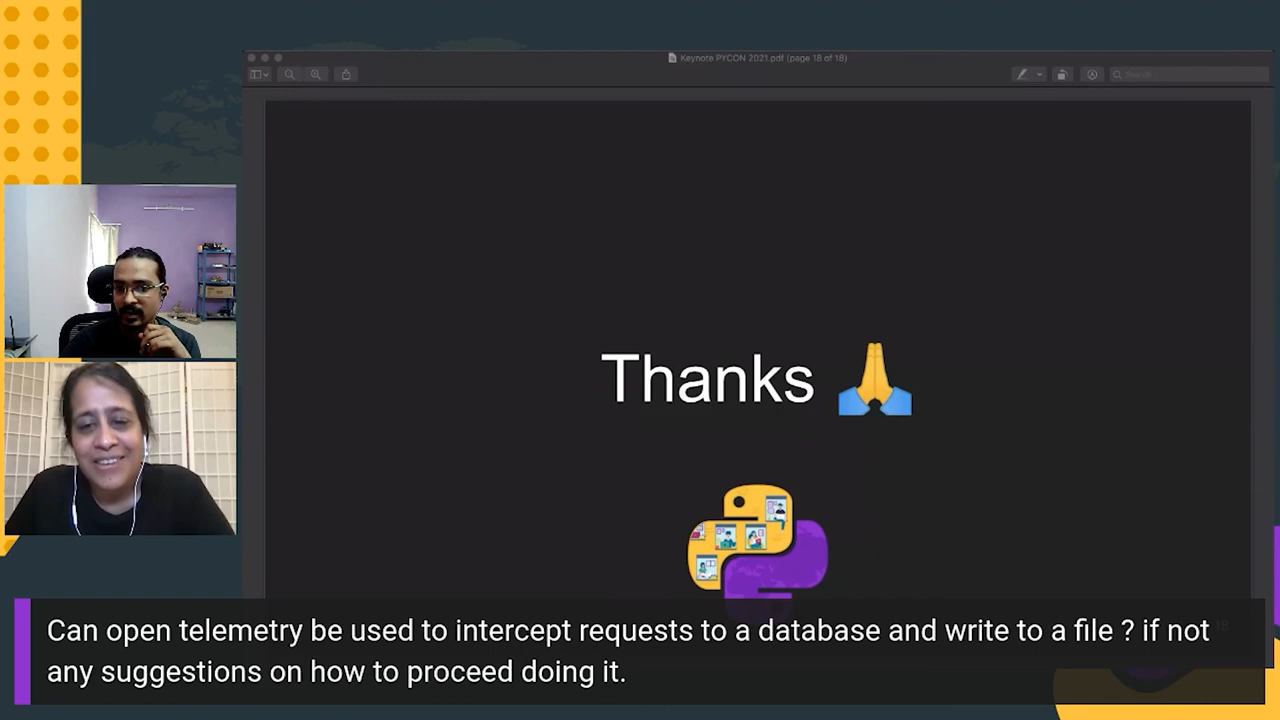 Keynote PYCON 2021.pdf (page 18 of 18)
Search
Thanks 🙏
Can open telemetry be used to intercept requests to a database and write to a file ? if not
any suggestions on how to proceed doing it.